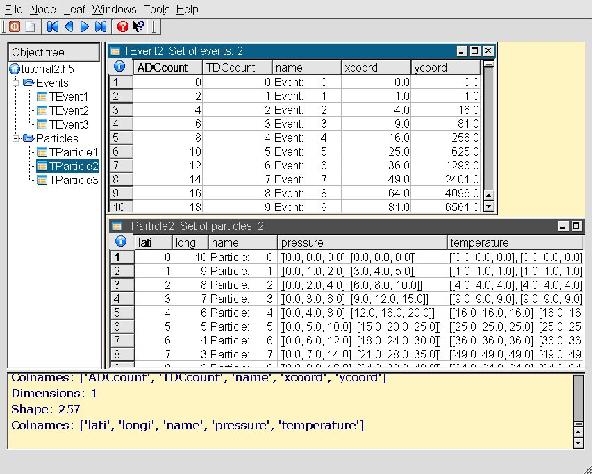 File Node Leaf Windows Tools Help
Object tree
tutorial2.h5
Events
TEvent1
TEvent2
TEvent3
Particles
TParticle1
TParticle2
TParticle3
TEvent2 Set of events: 2
ADCcount TDCcount name xcoord ycoord
1 0 0 Event: 0 0.0 0.0
2 2 1 Event: 1 1.0 1.0
3 4 2 Event: 2 4.0 16.0
4 6 3 Event: 3 9.0 81.0
5 8 4 Event: 4 16.0 256.0
6 10 5 Event: 5 25.0 625.0
7 12 6 Event: 6 36.0 1296.0
8 14 7 Event: 7 49.0 2401.0
9 16 8 Event: 8 64.0 4096.0
10 18 9 Event: 9 81.0 6561.0
TParticle2 Set of particles: 2
lati long name pressure temperature
1 0 10 Particle: 0 [[0.0, 0.0, 0.0] [0.0, 0.0, 0.0]] [[0.0, 0.0, 0.0], [0.0, 0.0, 0.0]
2 1 9 Particle: 1 [[0.0, 1.0, 2.0] [3.0, 4.0, 5.0]] [[1.0, 1.0, 1.0], [1.0, 1.0, 1.0]
3 2 8 Particle: 2 [[0.0, 2.0, 4.0] [6.0, 8.0, 10.0]] [[4.0, 4.0, 4.0], [4.0, 4.0, 4.0]
4 3 7 Particle: 3 [[0.0, 3.0, 6.0] [9.0, 12.0, 15.0]] [[9.0, 9.0, 9.0], [9.0, 9.0, 9.0]
5 4 6 Particle: 4 [[0.0, 4.0, 8.0] [12.0, 16.0, 20.0]] [[16.0, 16.0, 16.0], [16.0, 16
6 5 5 Particle: 5 [[0.0, 5.0, 10.0] [15.0, 20.0, 25.0]] [[25.0, 25.0, 25.0], [25.0, 25
7 6 4 Particle: 6 [[0.0, 6.0, 12.0] [18.0, 24.0, 30.0]] [[36.0, 36.0, 36.0], [36.0, 36
8 7 3 Particle: 7 [[0.0, 7.0, 14.0] [21.0, 28.0, 35.0]] [[49.0, 49.0, 49.0], [49.0, 49
Colnames: ['ADCcount', 'TDCcount', 'name', 'xcoord', 'ycoord']
Dimensions: 1
Shape: 257
Colnames: ['lati', 'longi', 'name', 'pressure', 'temperature']